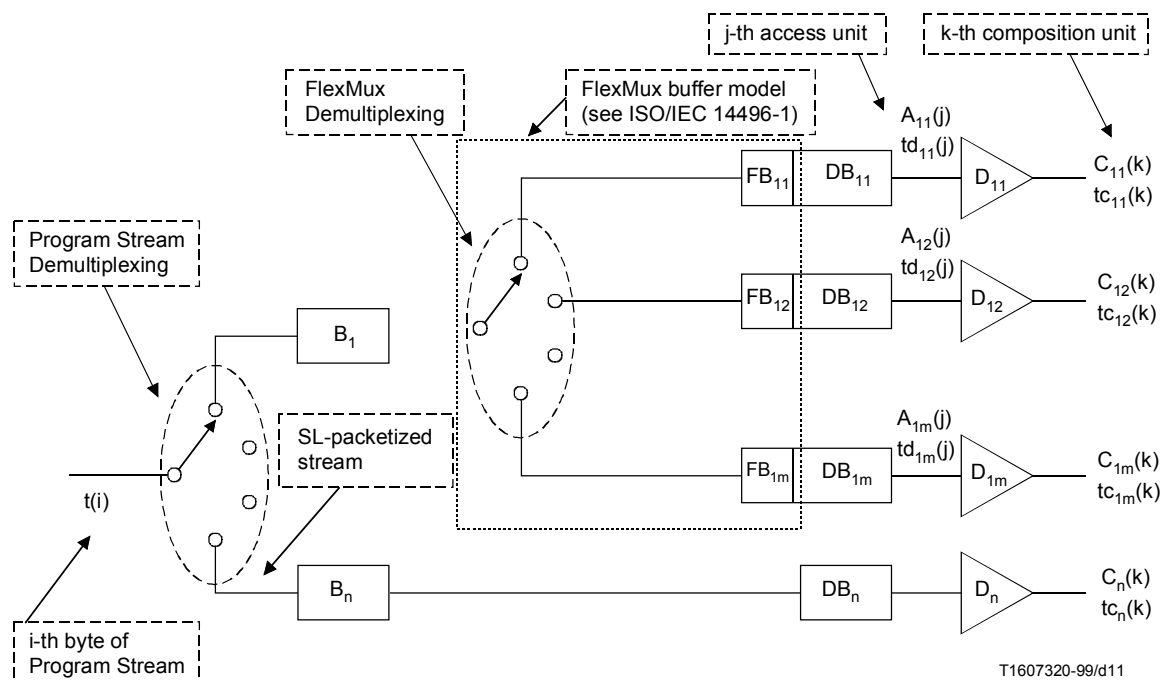 j-th access unit
k-th composition unit
FlexMux
Demultiplexing
FlexMux buffer model
(see ISO/IEC 14496-1)
A11(j)
td11(j)
FB11
DB11
D11
C11(k)
tc11(k)
Program Stream
Demultiplexing
A12(j)
td12(j)
FB12
DB12
D12
C12(k)
tc12(k)
B1
SL-packetized
stream
A1m(j)
td1m(j)
FB1m
DB1m
D1m
C1m(k)
tc1m(k)
t(i)
Bn
DBn
Dn
Cn(k)
tcn(k)
i-th byte of
Program Stream
T1607320-99/d11